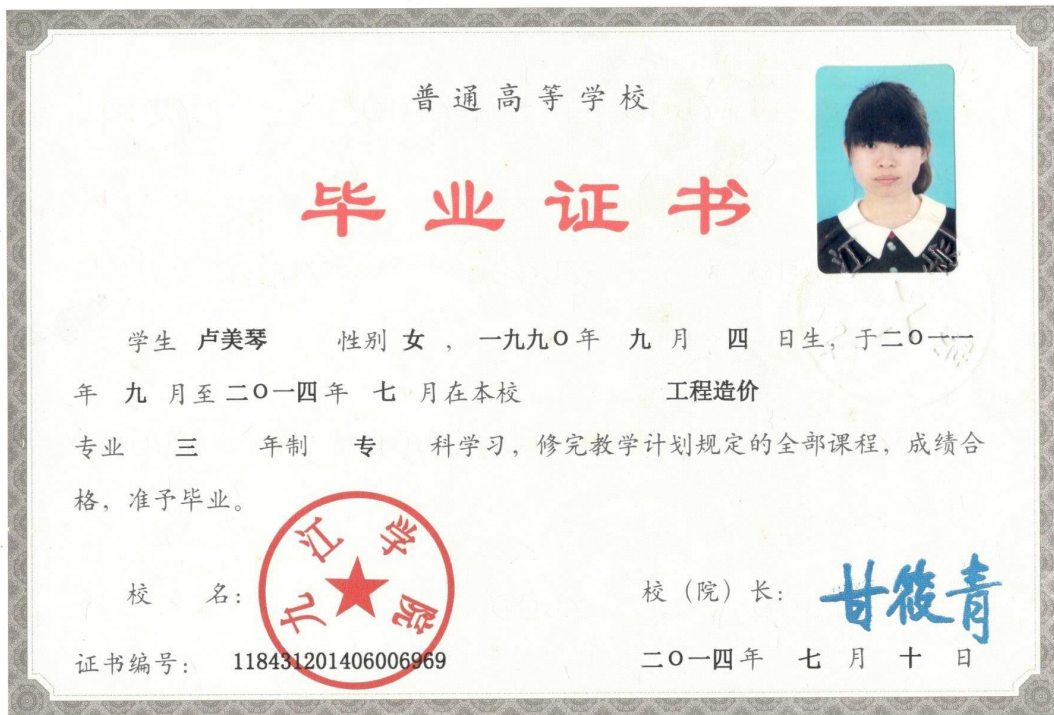 普通高等学校
毕业证书
学生 卢美琴 性别 女 ， 一九九〇年 九 月 四 日生，于二〇一一
年 九 月至 二〇一四年 七 月在本校 工程造价
专业 三 年制 专 科学习，修完教学计划规定的全部课程，成绩合
格，准予毕业。
九江学院
校 名：
校（院）长： 甘筱青
证书编号： 118431201406006969
二〇一四年 七 月 十 日